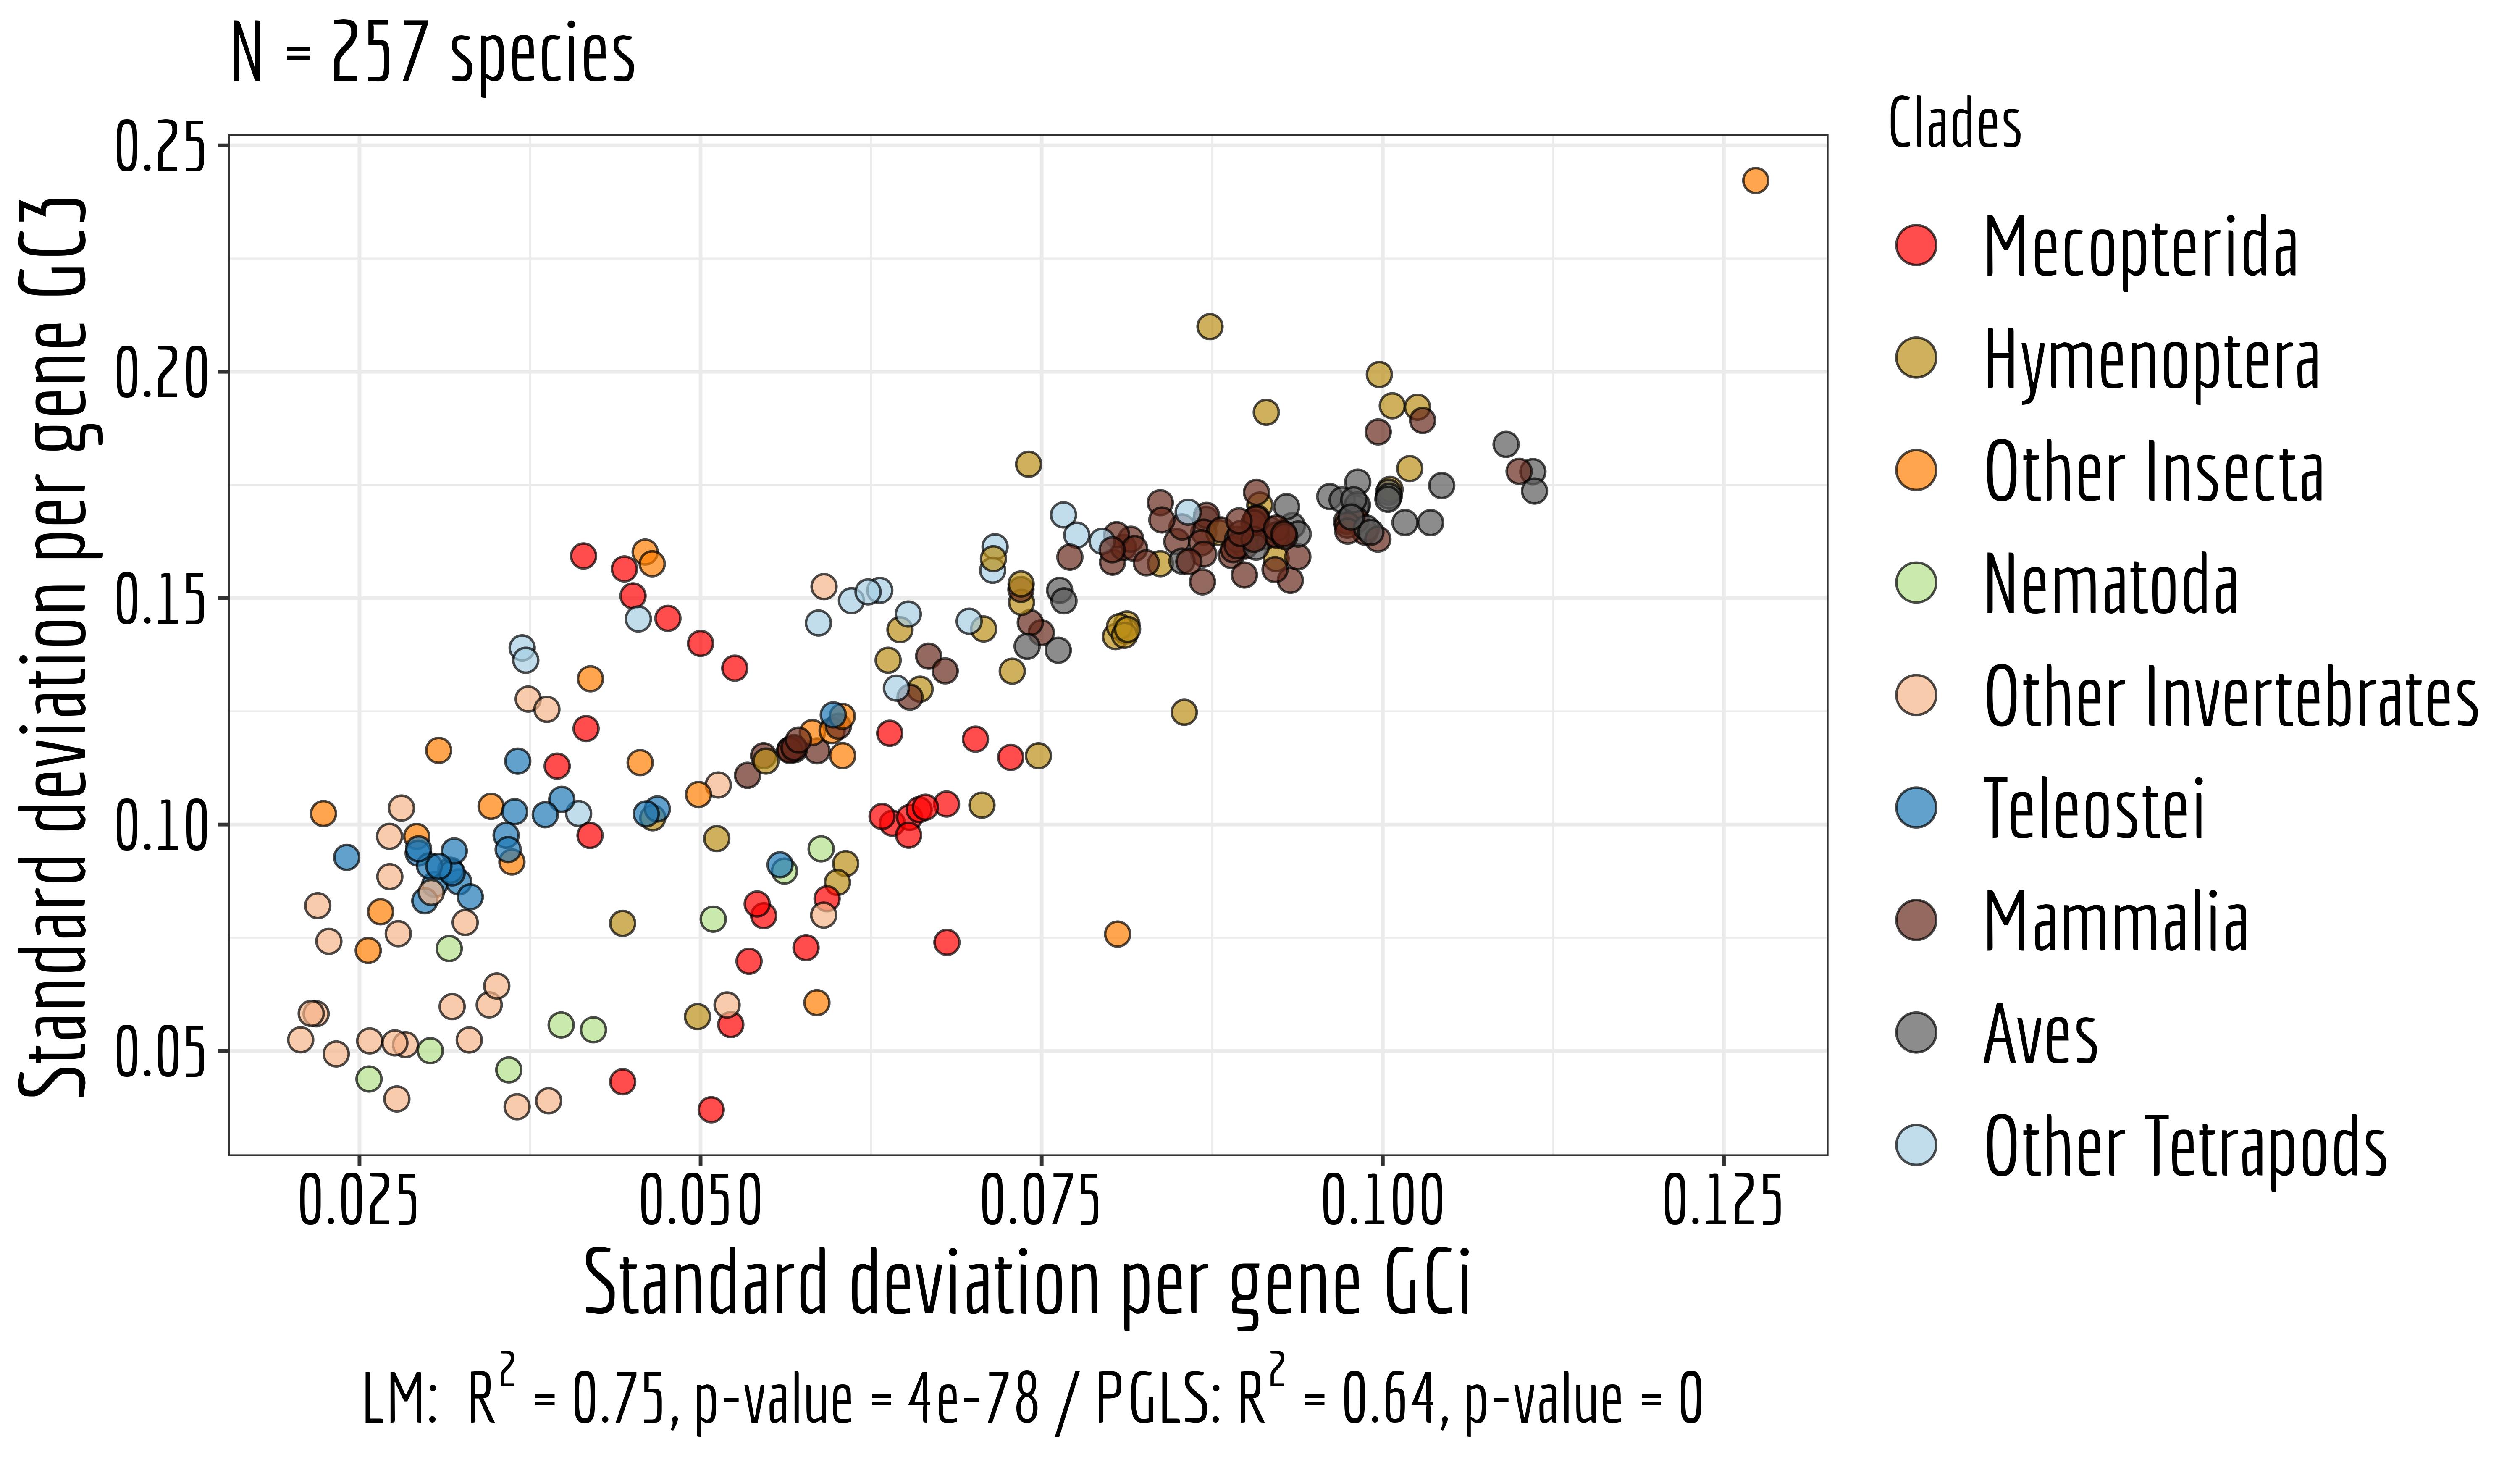 N = 257 species
Standard deviation per gene GC3
0.25
0.20
0.15
0.10
0.05
0.025 0.050 0.075 0.100 0.125
Standard deviation per gene GCi
LM: R² = 0.75, p-value = 4e-78 / PGLS: R² = 0.64, p-value = 0
Clades
Mecopterida
Hymenoptera
Other Insecta
Nematoda
Other Invertebrates
Teleostei
Mammalia
Aves
Other Tetrapods